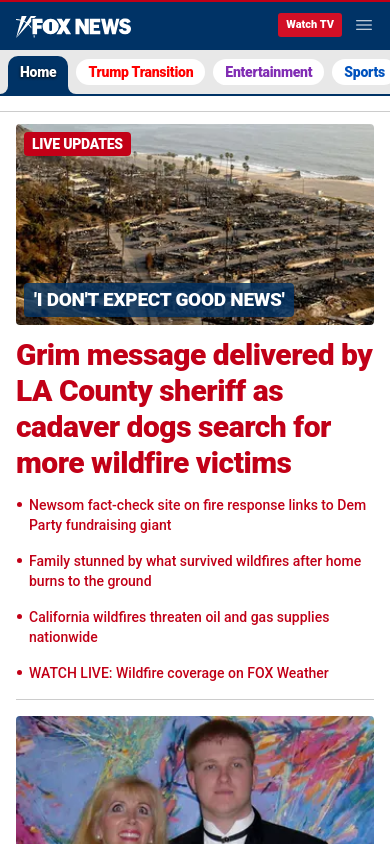 FOX NEWS
Watch TV
Home
Trump Transition
Entertainment
Sports
LIVE UPDATES
'I DON'T EXPECT GOOD NEWS'
Grim message delivered by
LA County sheriff as
cadaver dogs search for
more wildfire victims
• Newsom fact-check site on fire response links to Dem
Party fundraising giant
• Family stunned by what survived wildfires after home
burns to the ground
• California wildfires threaten oil and gas supplies
nationwide
• WATCH LIVE: Wildfire coverage on FOX Weather